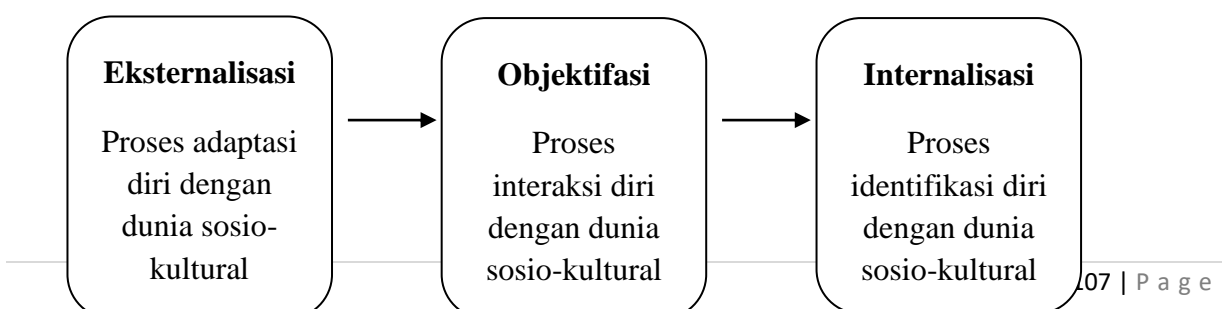 Eksternalisasi
Proses adaptasi
diri dengan
dunia sosio-
kultural
Objektifasi
Proses
interaksi diri
dengan dunia
sosio-kultural
Internalisasi
Proses
identifikasi diri
dengan dunia
sosio-kultural
07 | P a g e